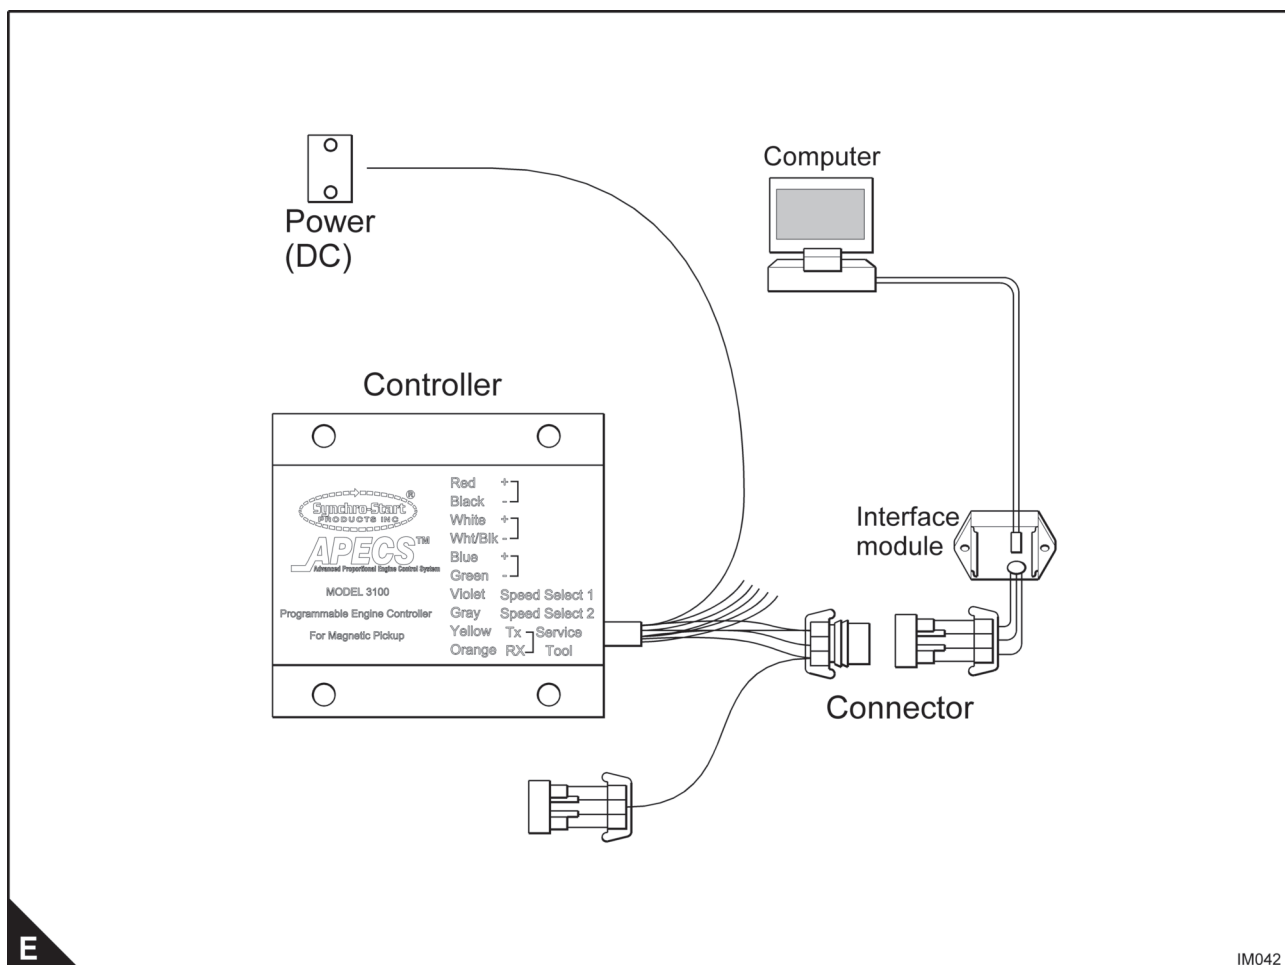 Computer
Power
(DC)
Controller
Synchro-Start ®
PRODUCTS INC.
APECS™
Advanced Proportional Engine Control System
MODEL 3100
Programmable Engine Controller
For Magnetic Pickup
Red +
Black -
White +
Wht/Blk -
Blue +
Green -
Violet Speed Select 1
Gray Speed Select 2
Yellow Tx Service
Orange RX Tool
Interface
module
Connector
E
IM042